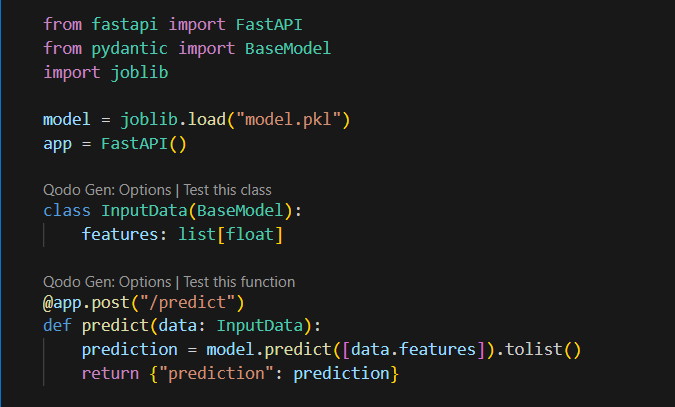 from fastapi import FastAPI
from pydantic import BaseModel
import joblib

model = joblib.load("model.pkl")
app = FastAPI()

Qodo Gen: Options | Test this class
class InputData(BaseModel):
    features: list[float]

Qodo Gen: Options | Test this function
@app.post("/predict")
def predict(data: InputData):
    prediction = model.predict([data.features]).tolist()
    return {"prediction": prediction}